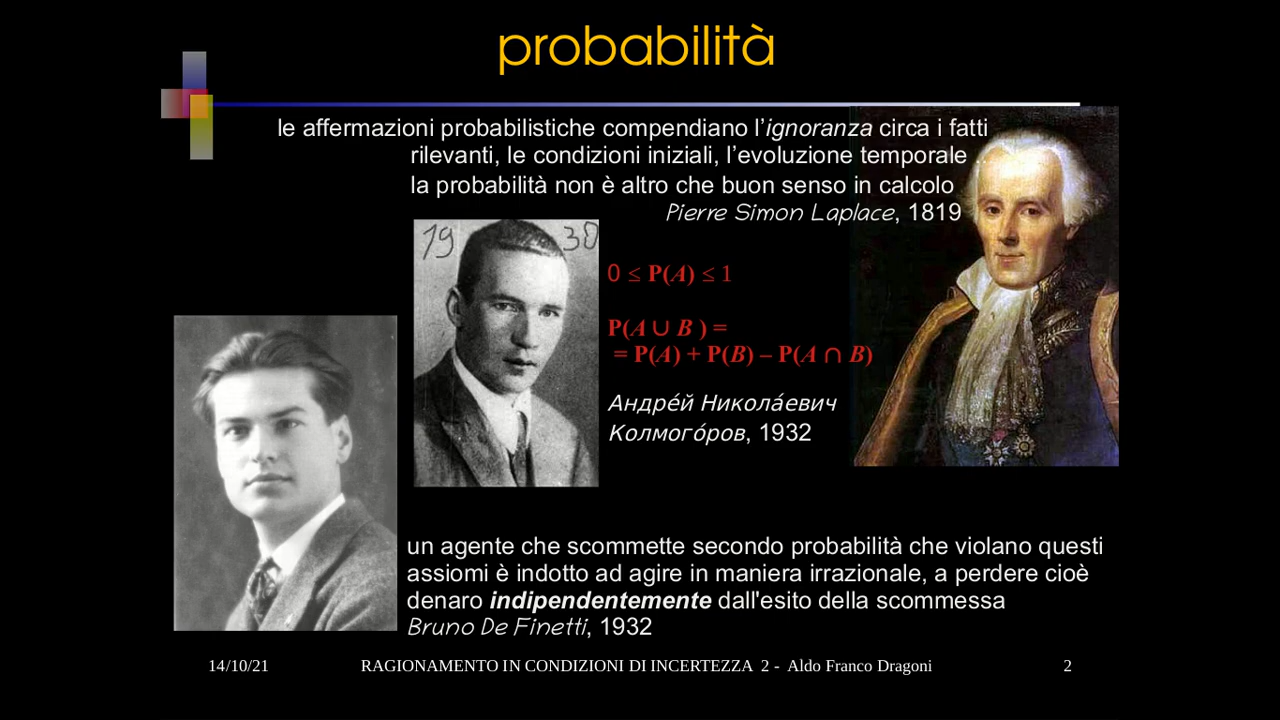 probabilità
le affermazioni probabilistiche compendiano l’ignoranza circa i fatti
rilevanti, le condizioni iniziali, l’evoluzione temporale ..
la probabilità non è altro che buon senso in calcolo
Pierre Simon Laplace, 1819
19 30
0 ≤ P(A) ≤ 1
P(A ∪ B ) =
= P(A) + P(B) – P(A ∩ B)
Андре́й Никола́евич
Колмого́ров, 1932
un agente che scommette secondo probabilità che violano questi
assiomi è indotto ad agire in maniera irrazionale, a perdere cioè
denaro indipendentemente dall'esito della scommessa
Bruno De Finetti, 1932
14/10/21 RAGIONAMENTO IN CONDIZIONI DI INCERTEZZA 2 - Aldo Franco Dragoni 2